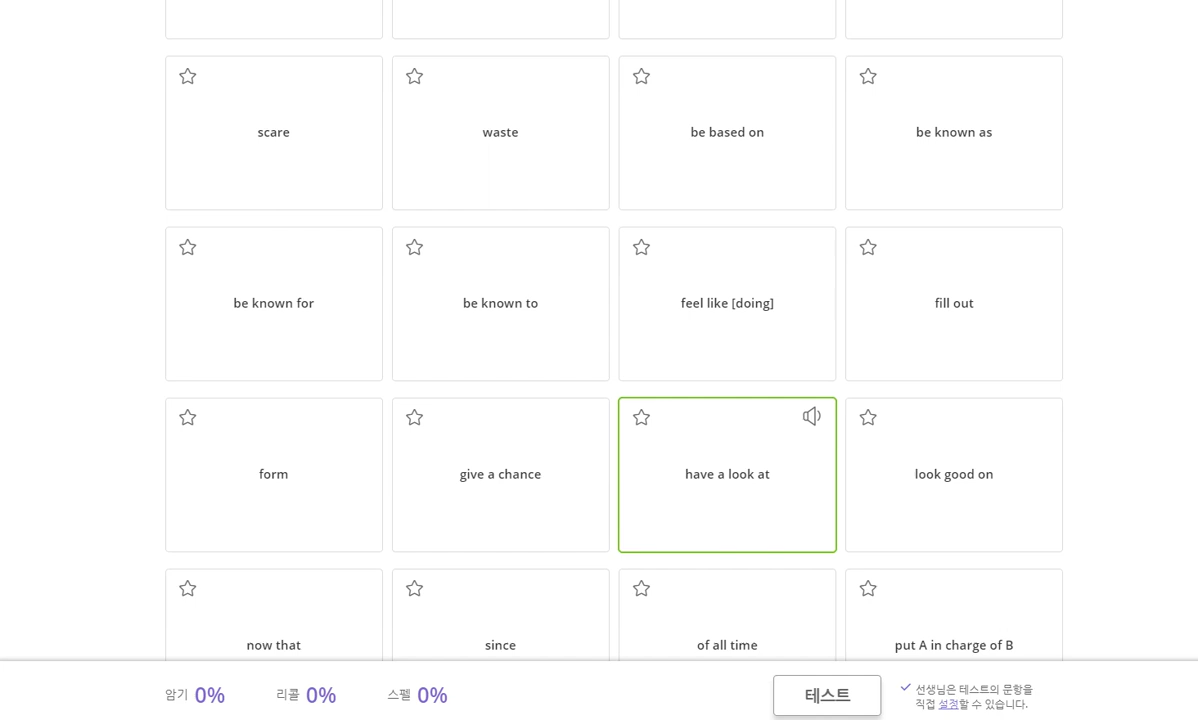 scare
waste
be based on
be known as
be known for
be known to
feel like [doing]
fill out
form
give a chance
have a look at
look good on
now that
since
of all time
put A in charge of B
암기 0%
리콜 0%
스펠 0%
테스트
선생님은 테스트의 문항을
직접 설정할 수 있습니다.